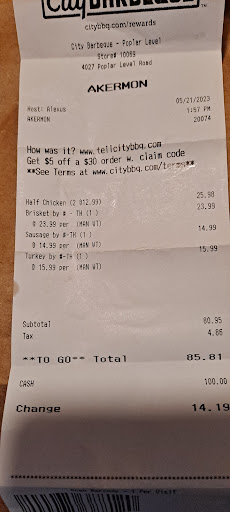 City BARBEQUE™
citybbq.com/rewards
City Barbeque - Poplar Level
Store# 10069
4027 Poplar Level Road
AKERMON
Host: Alexus
05/21/2023
AKERMON
1:57 PM
20074
How was it? www.tellcitybbq.com
Get $5 off a $30 order w. claim code
**See Terms at www.citybbq.com/terms**
Half Chicken (2 @12.99) 25.98
Brisket by #-TH (1 ) 23.99
@ 23.99 per (MAN WT)
Sausage by #-TH (1 ) 14.99
@ 14.99 per (MAN WT)
Turkey by #-TH (1 ) 15.99
@ 15.99 per (MAN WT)
Subtotal 80.95
Tax 4.86
**TO GO** Total 85.81
CASH 100.00
Change 14.19